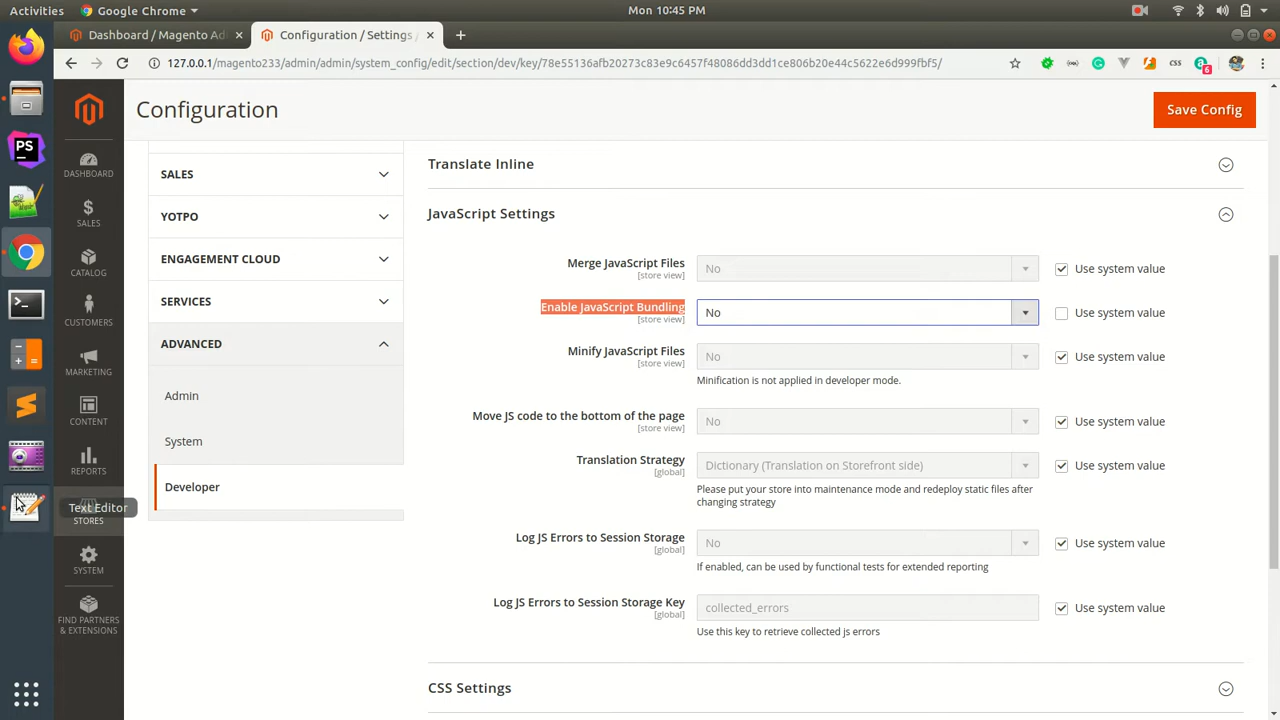 Activities
Google Chrome
Mon 10:45 PM
Dashboard / Magento Ad
Configuration / Settings /
127.0.0.1/magento233/admin/admin/system_config/edit/section/dev/key/78e55136afb20273c83e9c6457f48086dd3dd1ce806b20e44c5622e6d999fbf5/
css
6
PS
DASHBOARD
SALES
CATALOG
CUSTOMERS
MARKETING
CONTENT
REPORTS
Text Editor
STORES
SYSTEM
FIND PARTNERS
& EXTENSIONS
Configuration
Save Config
SALES
YOTPO
ENGAGEMENT CLOUD
SERVICES
ADVANCED
Admin
System
Developer
Translate Inline
JavaScript Settings
Merge JavaScript Files
[store view]
No
Use system value
Enable JavaScript Bundling
[store view]
No
Use system value
Minify JavaScript Files
[store view]
No
Use system value
Minification is not applied in developer mode.
Move JS code to the bottom of the page
[store view]
No
Use system value
Translation Strategy
[global]
Dictionary (Translation on Storefront side)
Use system value
Please put your store into maintenance mode and redeploy static files after
changing strategy
Log JS Errors to Session Storage
[global]
No
Use system value
If enabled, can be used by functional tests for extended reporting
Log JS Errors to Session Storage Key
[global]
collected_errors
Use system value
Use this key to retrieve collected js errors
CSS Settings